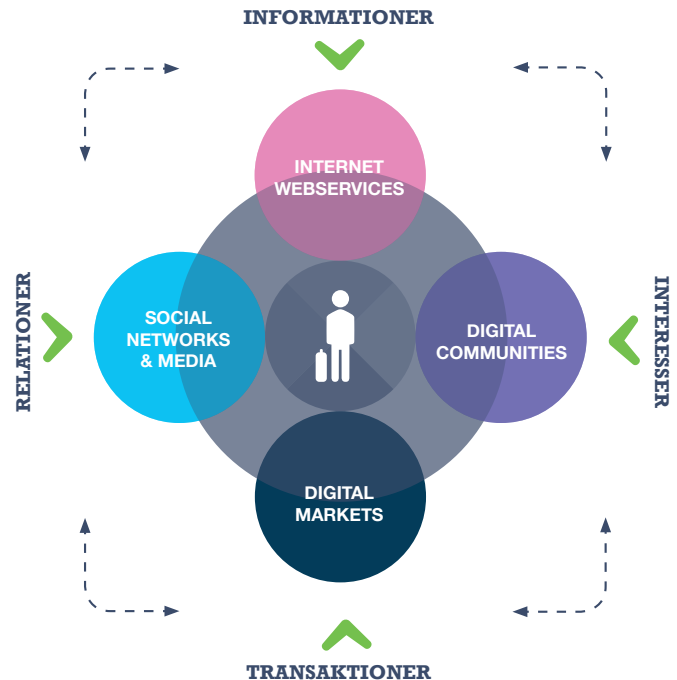 INFORMATIONER
INTERNET
WEBSERVICES
RELATIONER
SOCIAL
NETWORKS
& MEDIA
DIGITAL
COMMUNITIES
INTERESSER
DIGITAL
MARKETS
TRANSAKTIONER